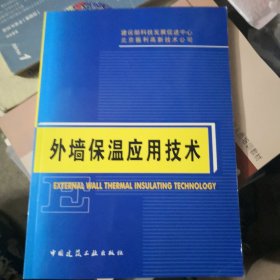 建设部科技发展促进中心
北京振利高新技术公司
外墙保温应用技术
EXTERNAL WALL THERMAL INSULATING TECHNOLOGY
E
中国建筑工业出版社